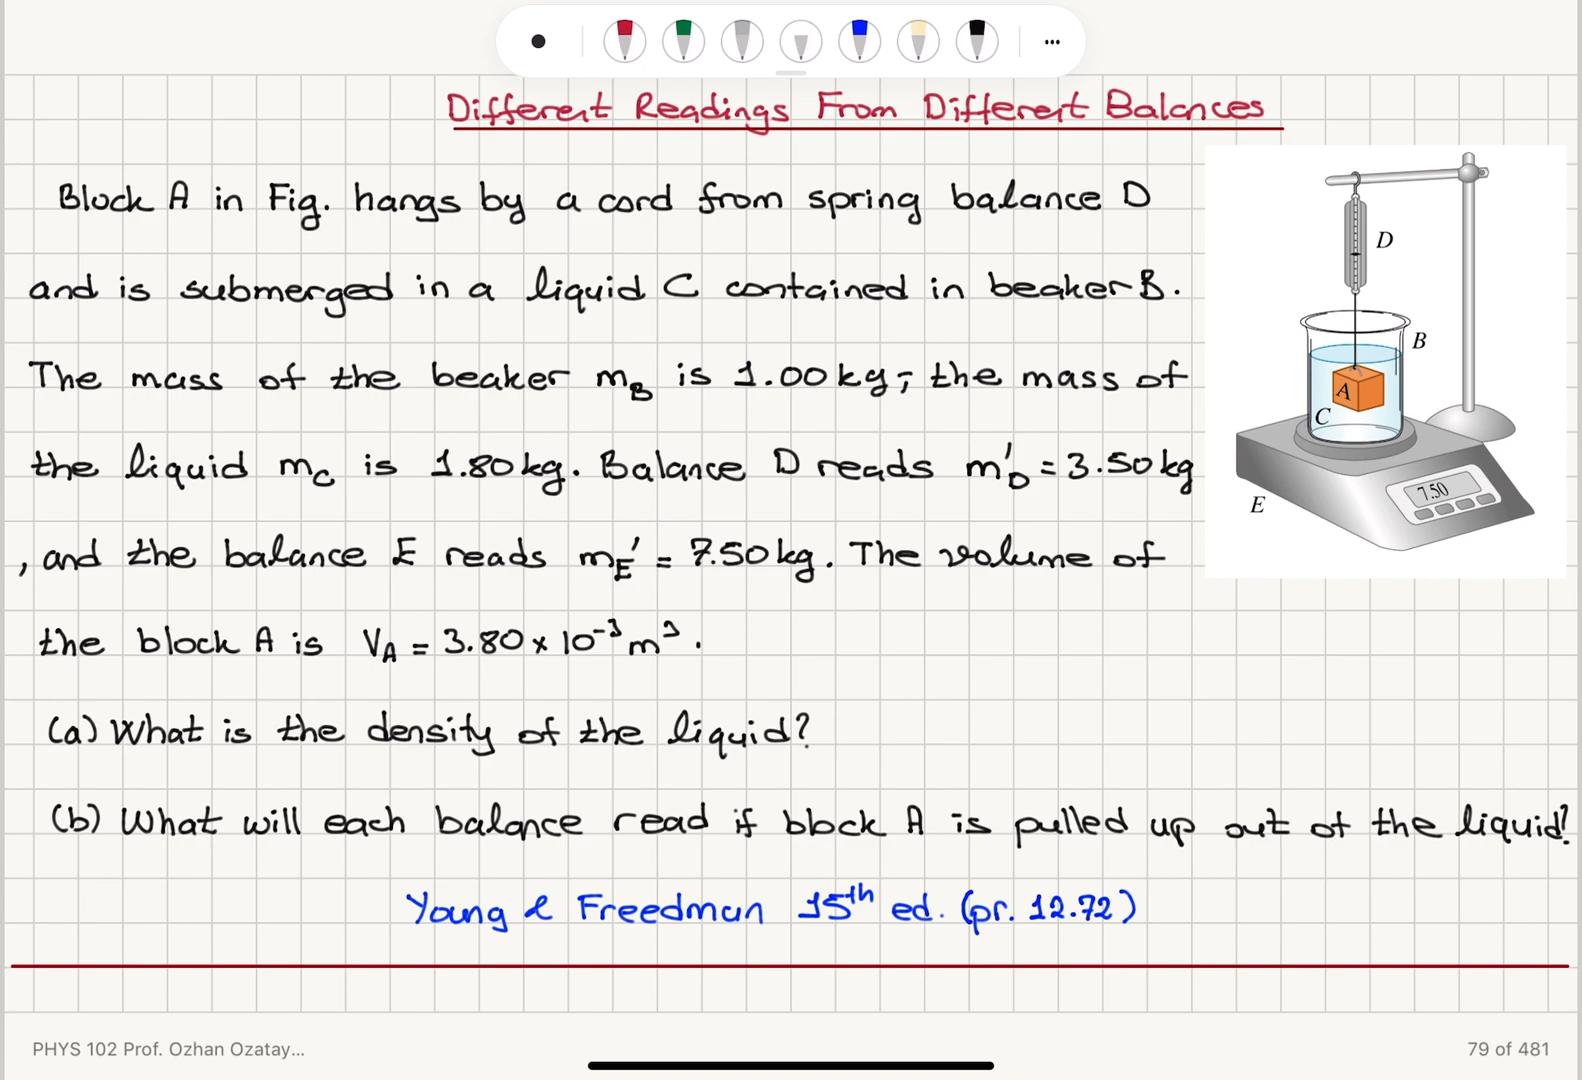 Different Readings From Different Balances
Block A in Fig. hangs by a cord from spring balance D
and is submerged in a liquid C contained in beaker B.
The mass of the beaker m_B is 1.00 kg; the mass of
the liquid m_C is 1.80 kg. Balance D reads m'_D = 3.50 kg
, and the balance E reads m_E' = 7.50 kg. The volume of
the block A is V_A = 3.80 × 10⁻³ m³.
(a) What is the density of the liquid?
(b) What will each balance read if block A is pulled up out of the liquid?
Young & Freedman 15th ed. (pr. 12.72)
D
B
A
C
7.50
E
PHYS 102 Prof. Ozhan Ozatay...
79 of 481